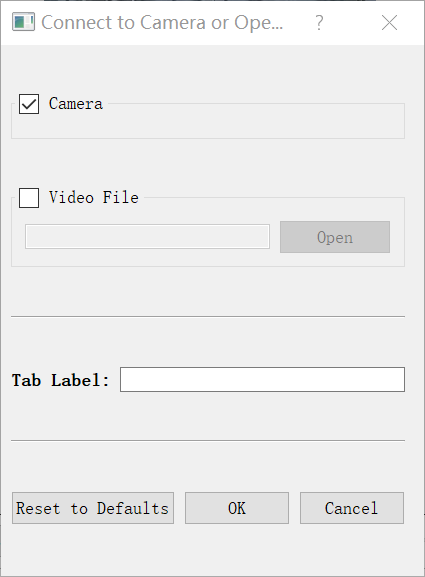 Connect to Camera or Ope... ?
Camera
Video File
Open
Tab Label:
Reset to Defaults OK Cancel